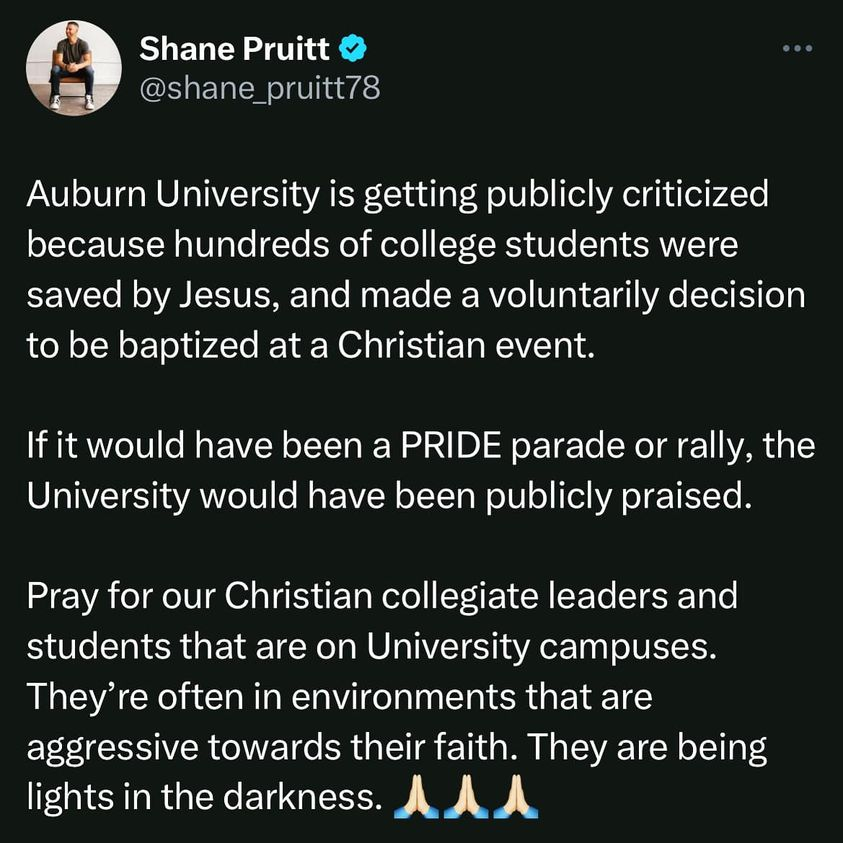 Shane Pruitt
@shane_pruitt78
Auburn University is getting publicly criticized
because hundreds of college students were
saved by Jesus, and made a voluntarily decision
to be baptized at a Christian event.
If it would have been a PRIDE parade or rally, the
University would have been publicly praised.
Pray for our Christian collegiate leaders and
students that are on University campuses.
They’re often in environments that are
aggressive towards their faith. They are being
lights in the darkness. 🙏🏻🙏🏻🙏🏻